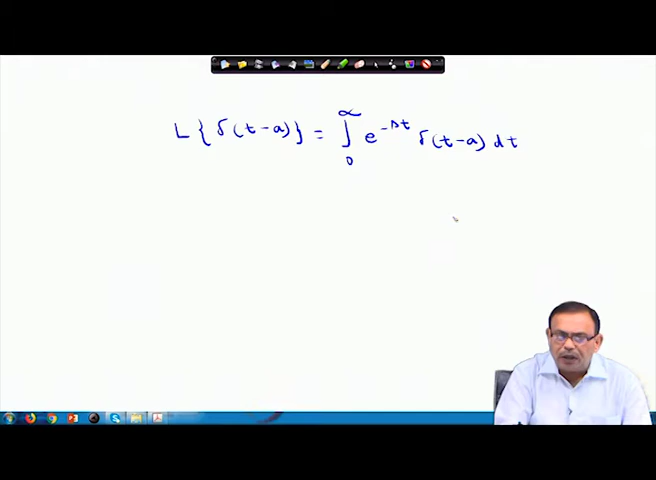 L{δ(t-a)} = ∫₀^∞ e^{-st} δ(t-a) dt